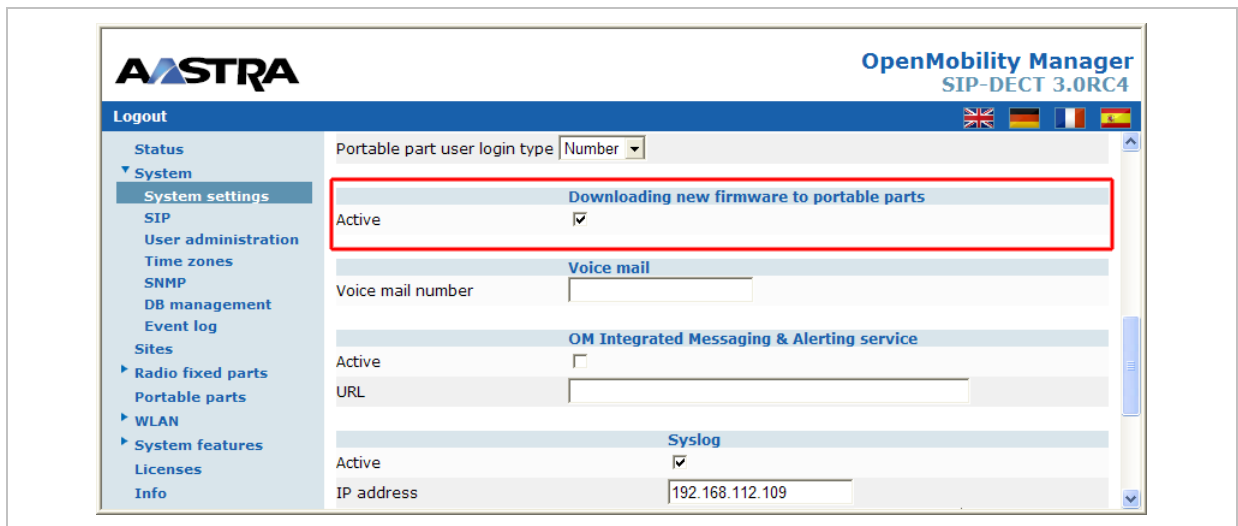 AASTRA
OpenMobility Manager
SIP-DECT 3.0RC4
Logout
Status
System
System settings
SIP
User administration
Time zones
SNMP
DB management
Event log
Sites
Radio fixed parts
Portable parts
WLAN
System features
Licenses
Info
Portable part user login type Number
Downloading new firmware to portable parts
Active
Voice mail
Voice mail number
OM Integrated Messaging & Alerting service
Active
URL
Syslog
Active
IP address 192.168.112.109